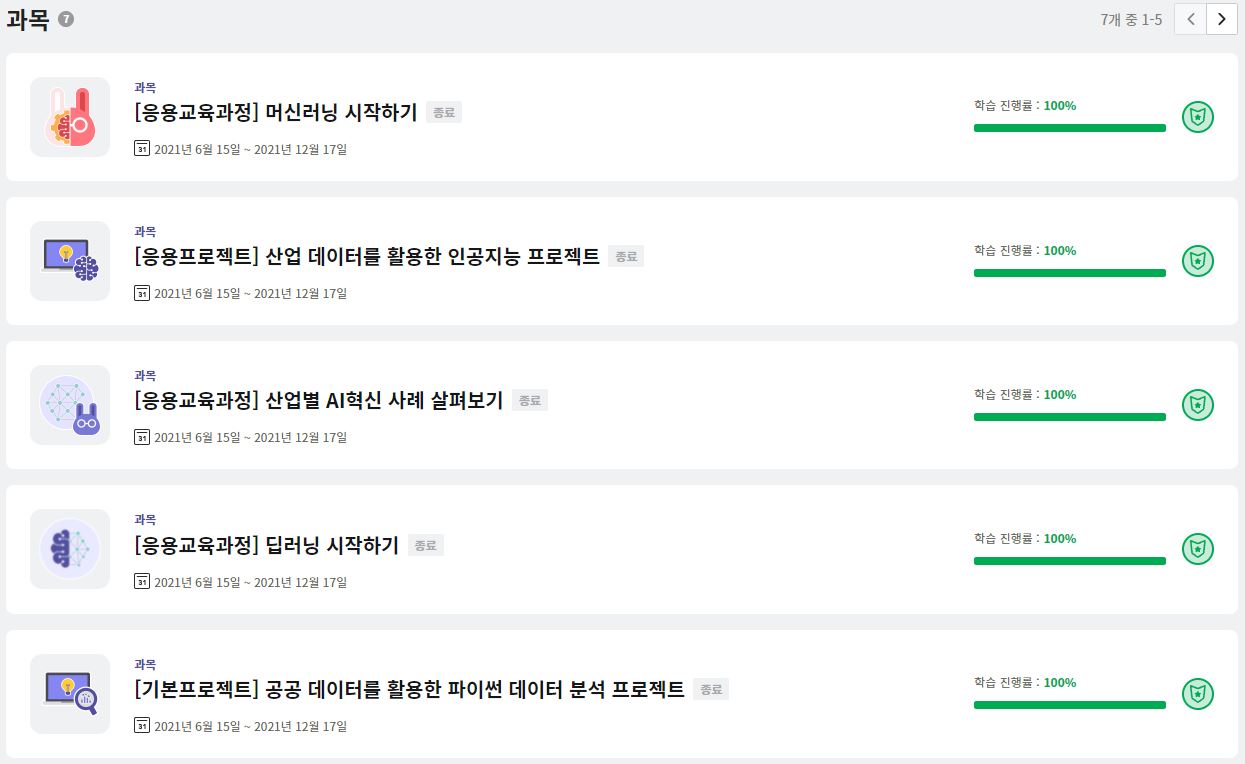 과목 7
7개 중 1-5
과목
[응용교육과정] 머신러닝 시작하기 종료
31 2021년 6월 15일 ~ 2021년 12월 17일
학습 진행률 : 100%
과목
[응용프로젝트] 산업 데이터를 활용한 인공지능 프로젝트 종료
31 2021년 6월 15일 ~ 2021년 12월 17일
학습 진행률 : 100%
과목
[응용교육과정] 산업별 AI혁신 사례 살펴보기 종료
31 2021년 6월 15일 ~ 2021년 12월 17일
학습 진행률 : 100%
과목
[응용교육과정] 딥러닝 시작하기 종료
31 2021년 6월 15일 ~ 2021년 12월 17일
학습 진행률 : 100%
과목
[기본프로젝트] 공공 데이터를 활용한 파이썬 데이터 분석 프로젝트 종료
31 2021년 6월 15일 ~ 2021년 12월 17일
학습 진행률 : 100%